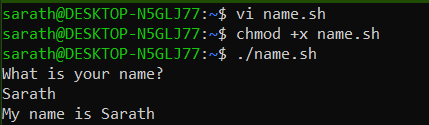 sarath@DESKTOP-N5GLJ77:~$ vi name.sh
sarath@DESKTOP-N5GLJ77:~$ chmod +x name.sh
sarath@DESKTOP-N5GLJ77:~$ ./name.sh
What is your name?
Sarath
My name is Sarath